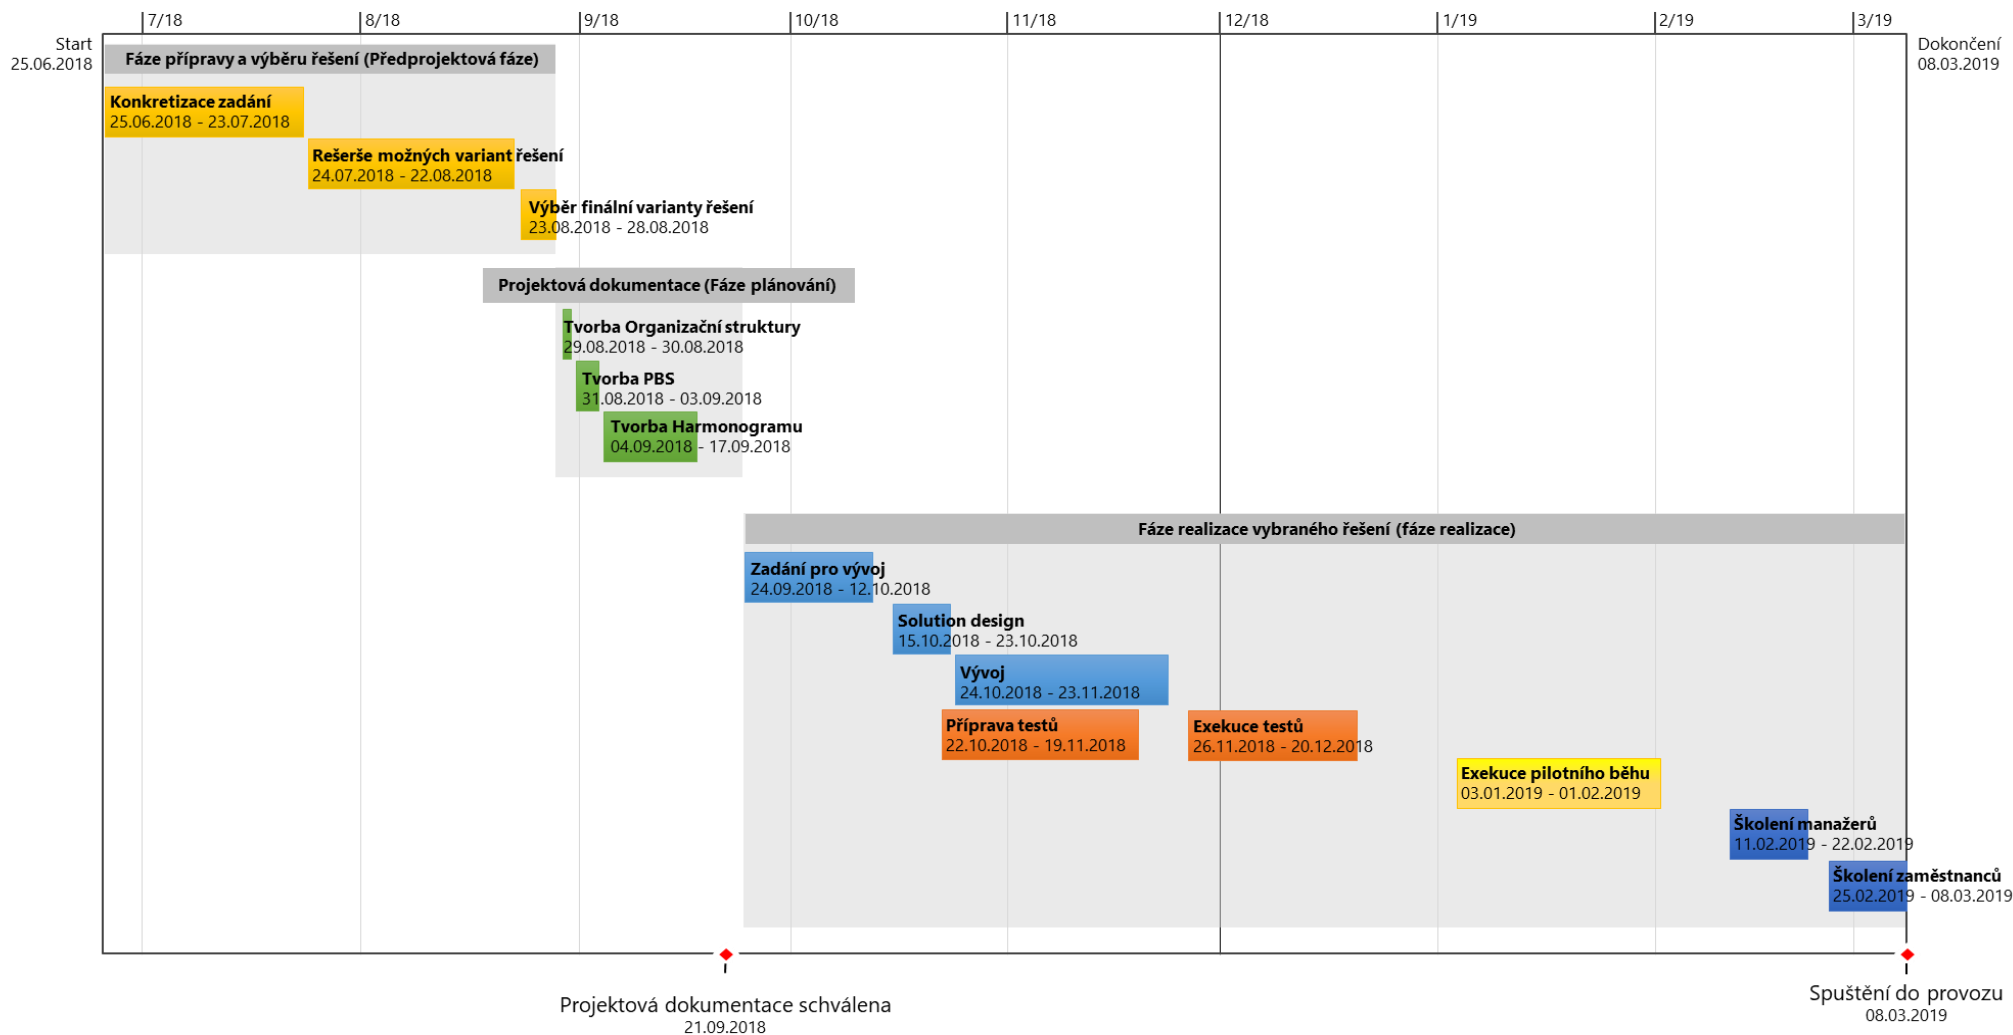 7/18
8/18
9/18
10/18
11/18
12/18
1/19
2/19
3/19
Start
25.06.2018
Dokončení
08.03.2019
Fáze přípravy a výběru řešení (Předprojektová fáze)
Konkretizace zadání
25.06.2018 - 23.07.2018
Rešerše možných variant řešení
24.07.2018 - 22.08.2018
Výběr finální varianty řešení
23.08.2018 - 28.08.2018
Projektová dokumentace (Fáze plánování)
Tvorba Organizační struktury
29.08.2018 - 30.08.2018
Tvorba PBS
31.08.2018 - 03.09.2018
Tvorba Harmonogramu
04.09.2018 - 17.09.2018
Fáze realizace vybraného řešení (fáze realizace)
Zadání pro vývoj
24.09.2018 - 12.10.2018
Solution design
15.10.2018 - 23.10.2018
Vývoj
24.10.2018 - 23.11.2018
Příprava testů
22.10.2018 - 19.11.2018
Exekuce testů
26.11.2018 - 20.12.2018
Exekuce pilotního běhu
03.01.2019 - 01.02.2019
Školení manažerů
11.02.2019 - 22.02.2019
Školení zaměstnanců
25.02.2019 - 08.03.2019
Projektová dokumentace schválena
21.09.2018
Spuštění do provozu
08.03.2019